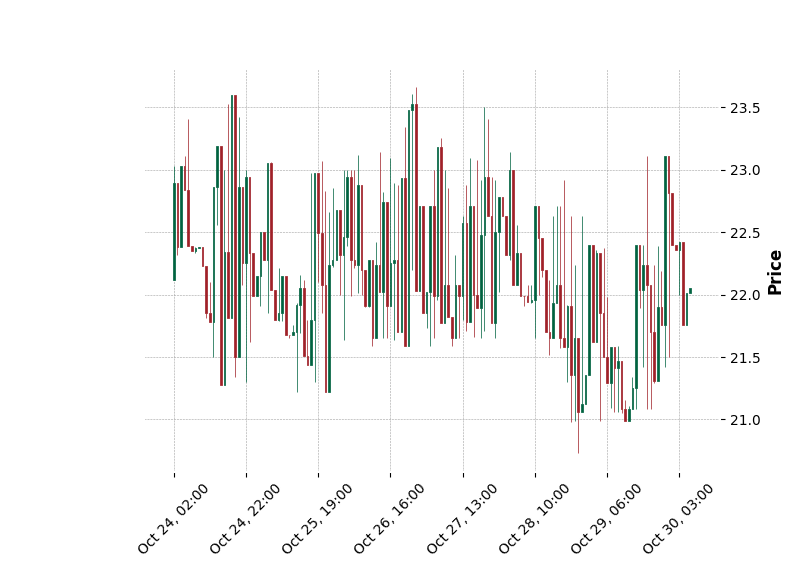 23.5
23.0
22.5
22.0
21.5
21.0
Price
Oct 24, 02:00
Oct 24, 22:00
Oct 25, 19:00
Oct 26, 16:00
Oct 27, 13:00
Oct 28, 10:00
Oct 29, 06:00
Oct 30, 03:00